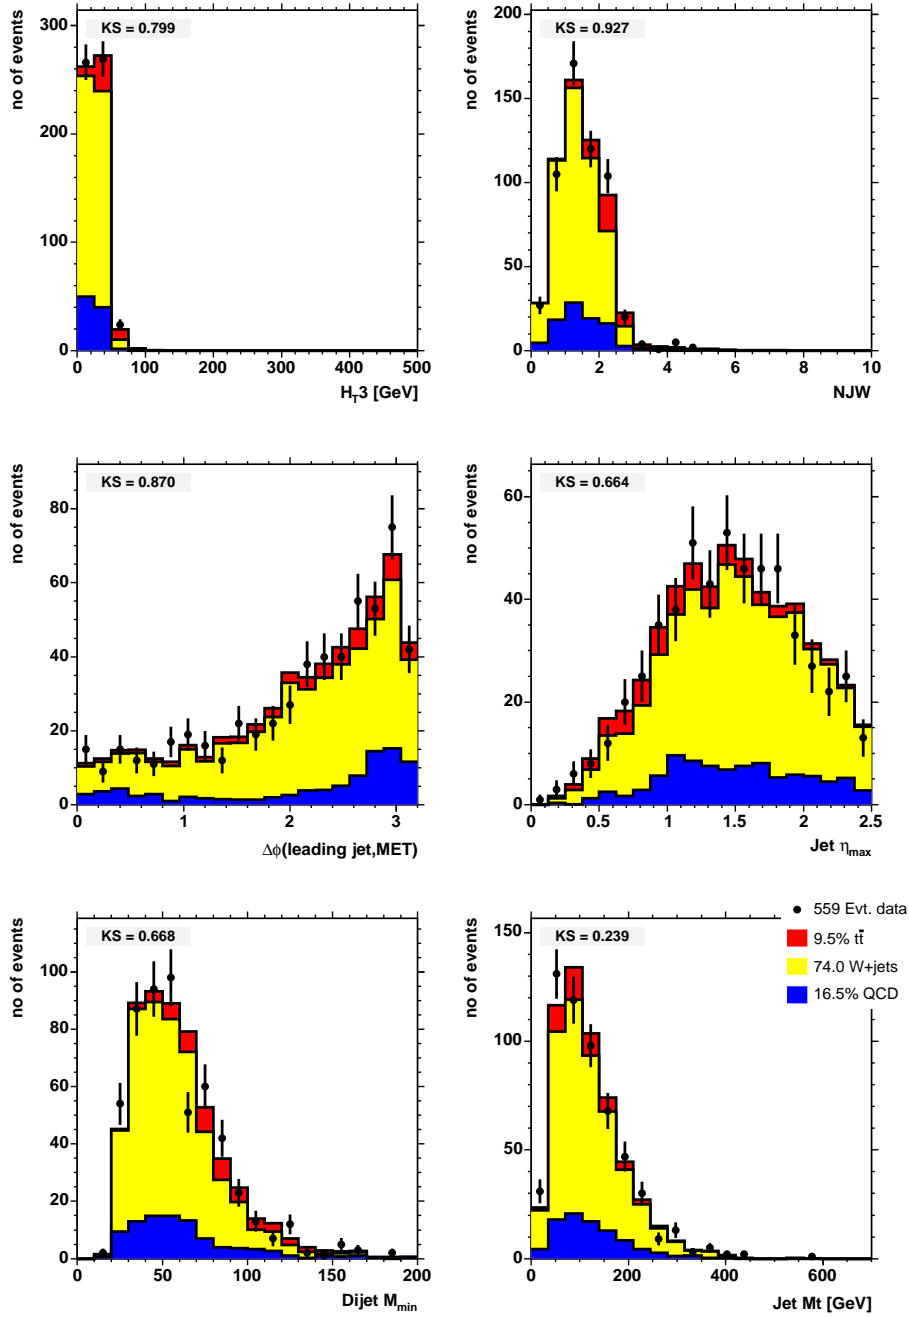 no of events
KS = 0.799
300
200
100
0
0 100 200 300 400 500
H_T3 [GeV]
no of events
KS = 0.927
200
150
100
50
0
0 2 4 6 8 10
NJW
no of events
KS = 0.870
80
60
40
20
0
0 1 2 3
Δϕ(leading jet,MET)
no of events
KS = 0.664
60
40
20
0
0 0.5 1 1.5 2 2.5
Jet η_max
no of events
KS = 0.668
100
80
60
40
20
0
0 50 100 150 200
Dijet M_min
no of events
KS = 0.239
150
100
50
0
0 200 400 600
Jet Mt [GeV]
559 Evt. data
9.5% tt̄
74.0 W+jets
16.5% QCD